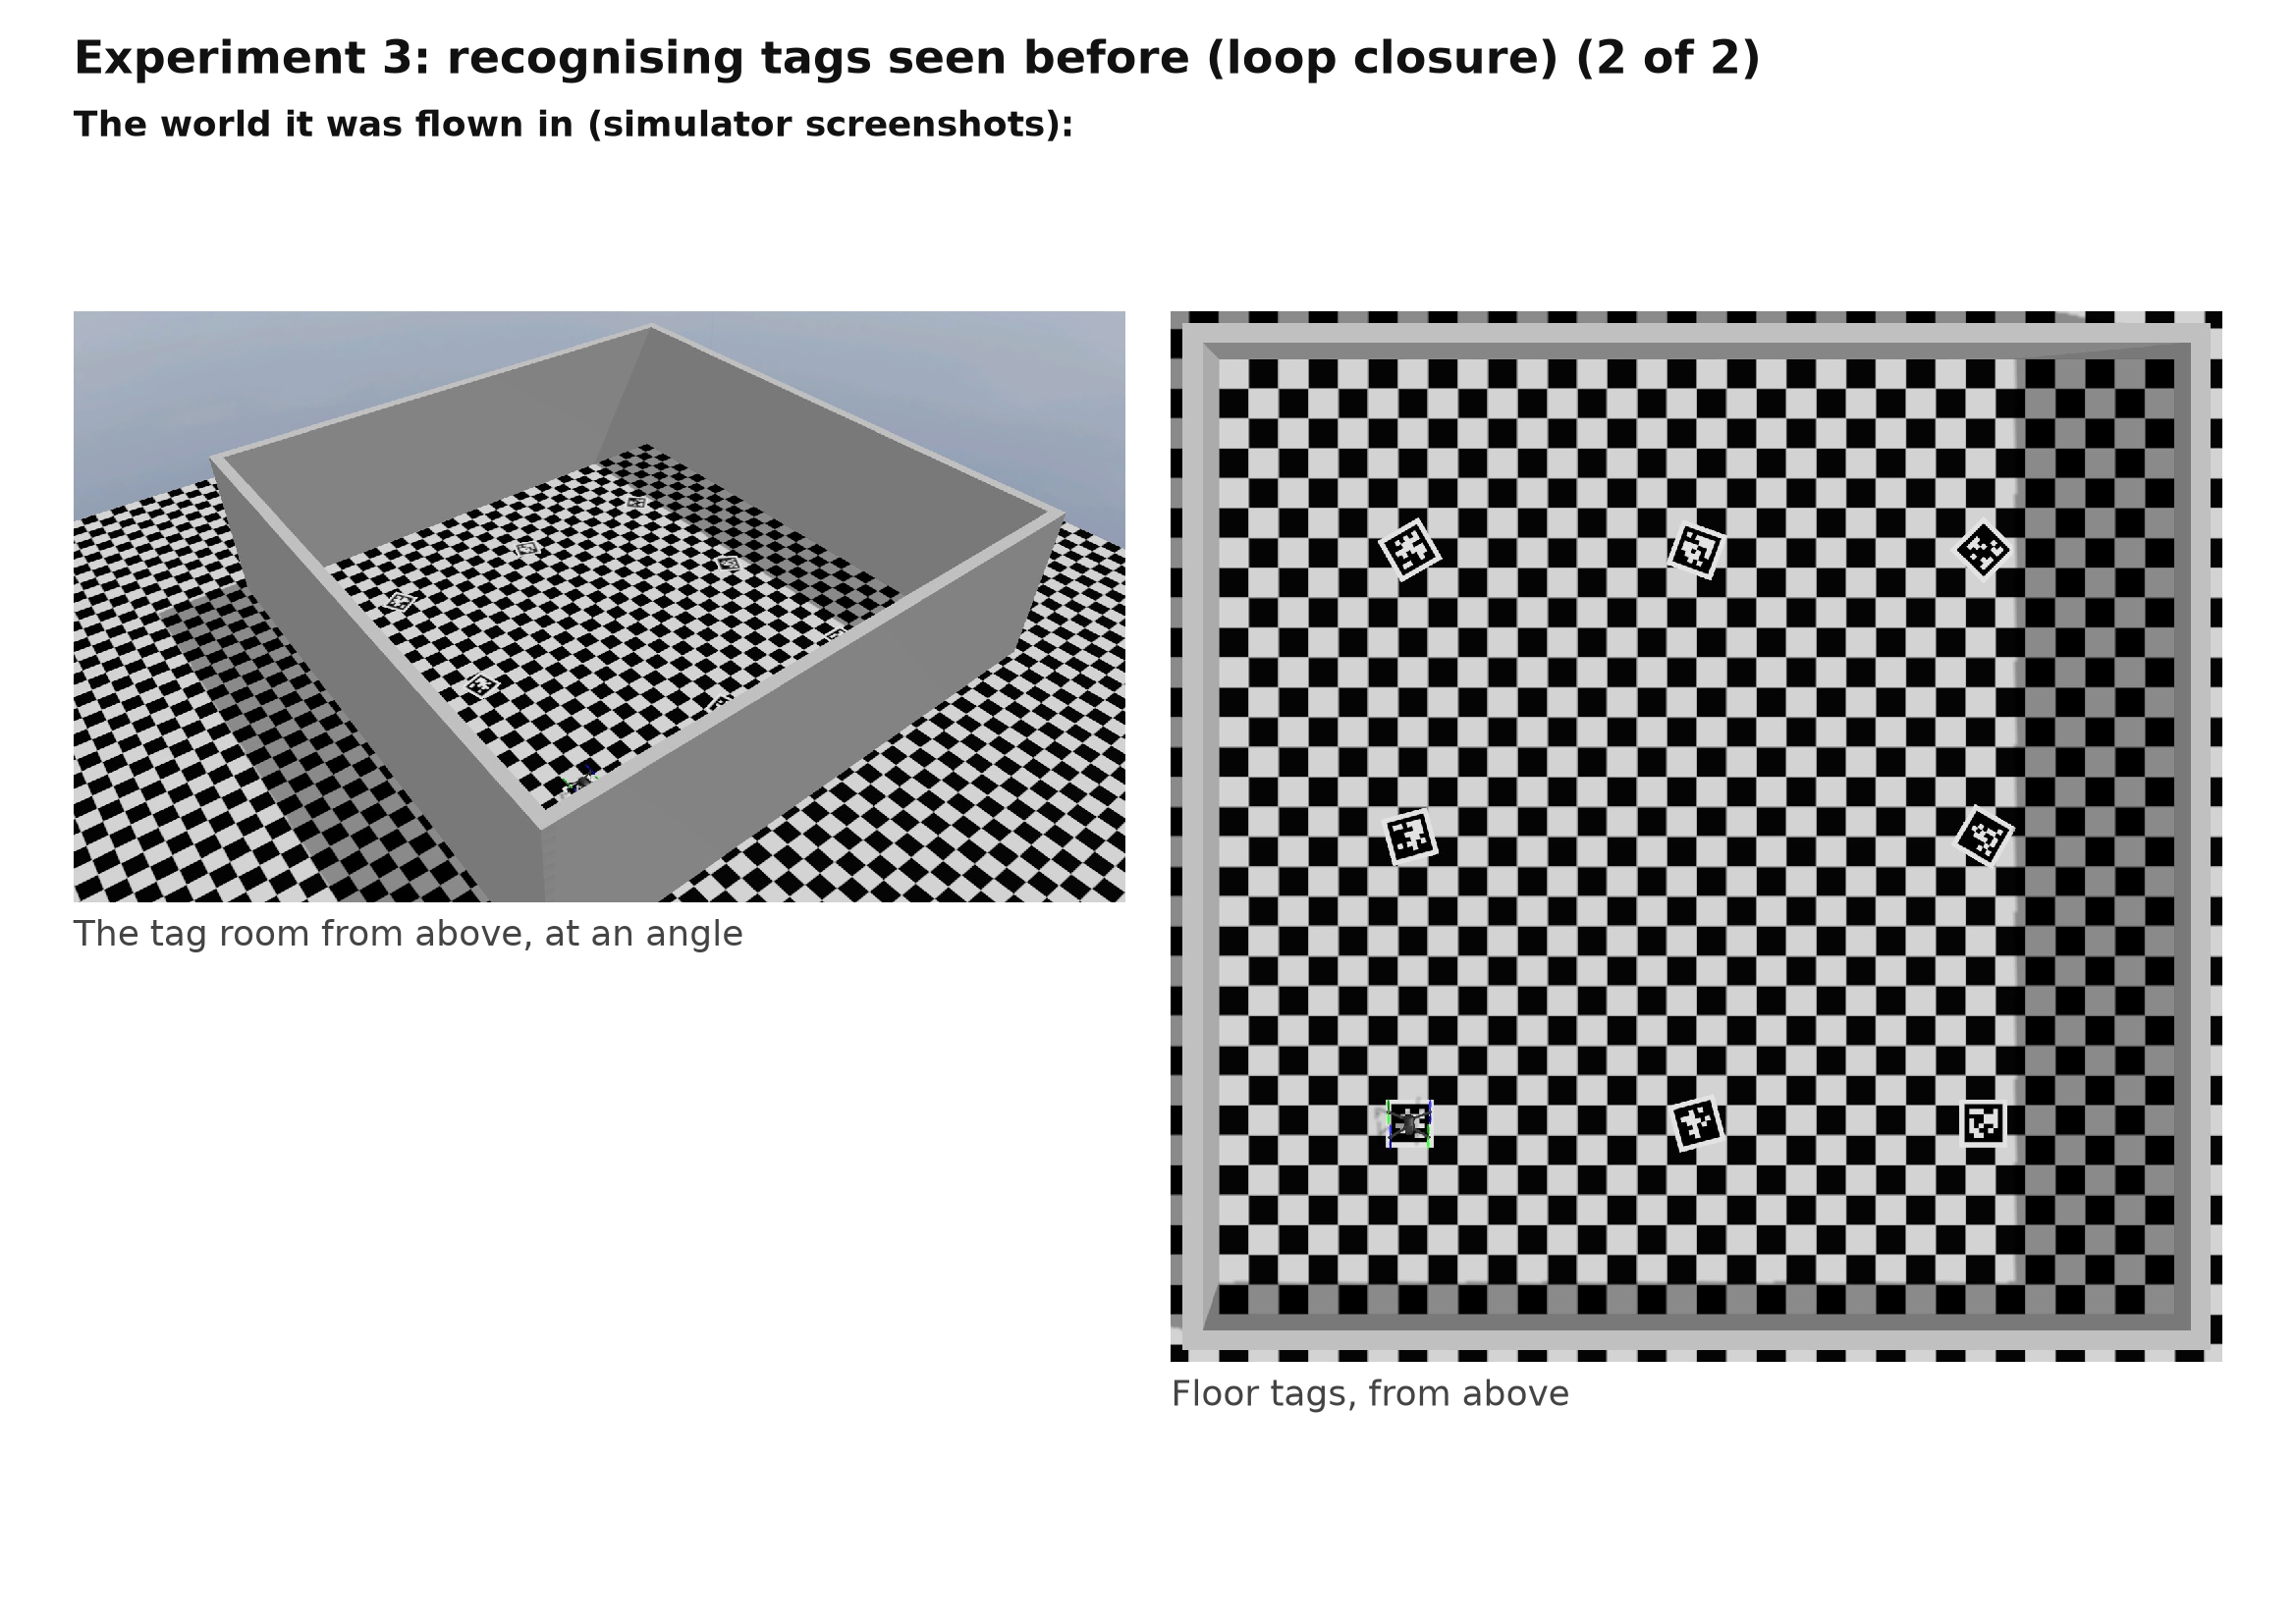 Experiment 3: recognising tags seen before (loop closure) (2 of 2)
The world it was flown in (simulator screenshots):
The tag room from above, at an angle
Floor tags, from above